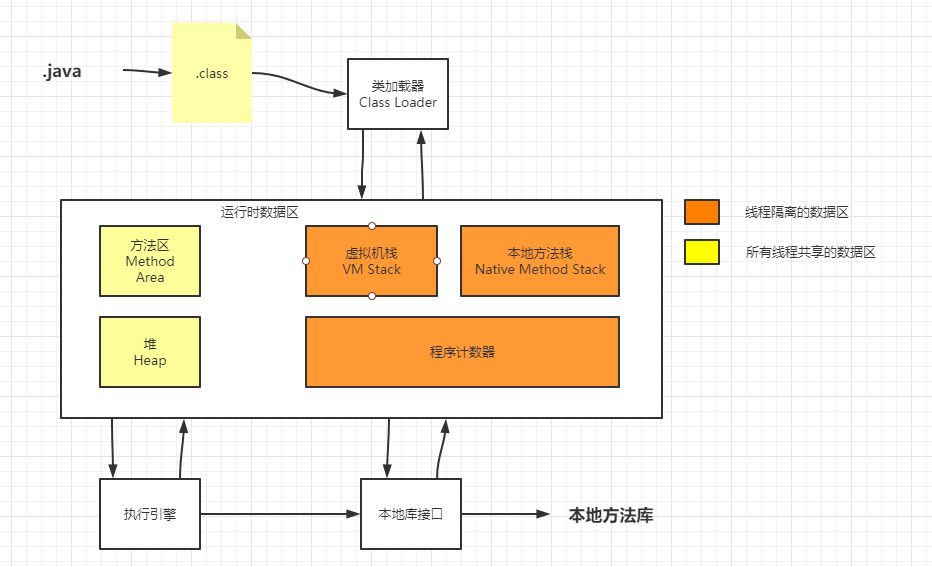 .java
.class
类加载器
Class Loader
运行时数据区
方法区
Method
Area
虚拟机栈
VM Stack
本地方法栈
Native Method Stack
堆
Heap
程序计数器
线程隔离的数据区
所有线程共享的数据区
执行引擎
本地库接口
本地方法库